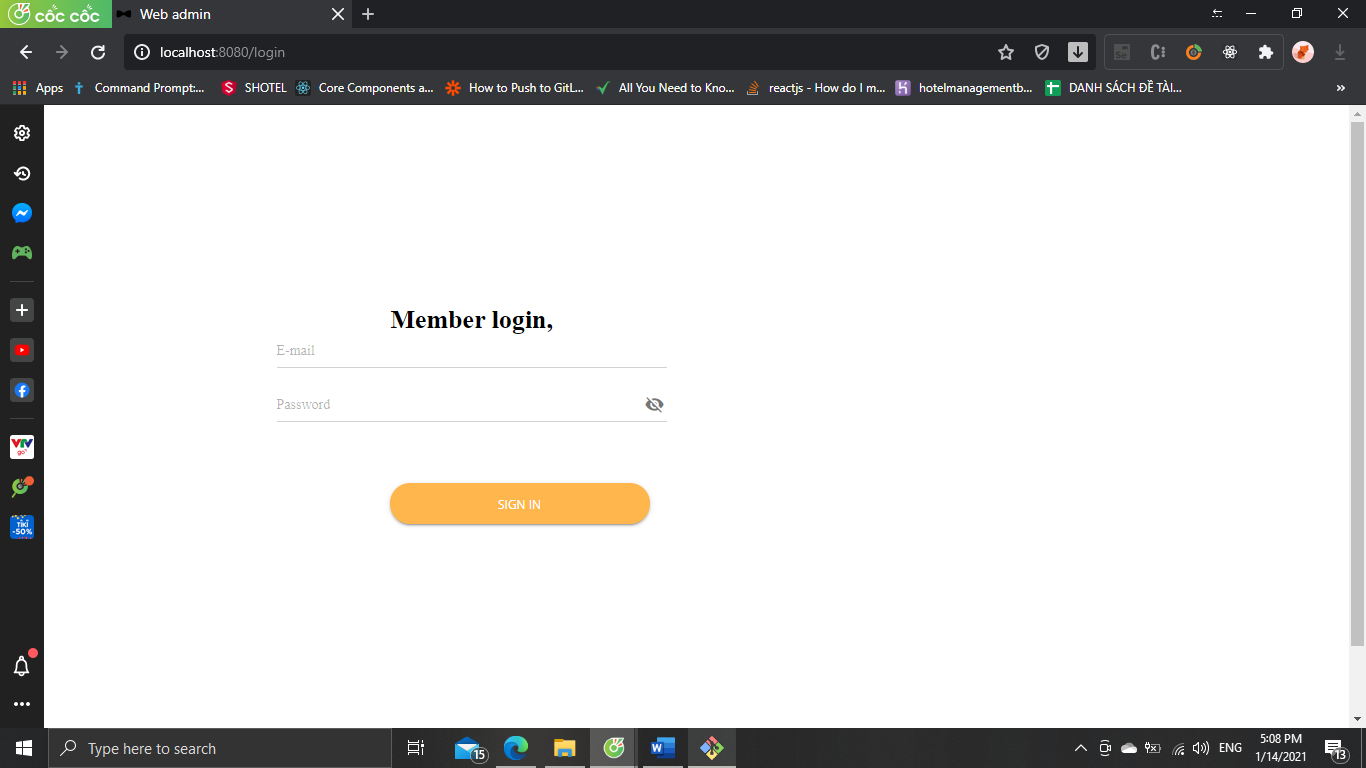 cốc cốc
Web admin
localhost:8080/login
Apps
Command Prompt:...
SHOTEL
Core Components a...
How to Push to GitL...
All You Need to Kno...
reactjs - How do I m...
hotelmanagementb...
DANH SÁCH ĐỀ TÀI...
»
Member login,
E-mail
Password
SIGN IN
VTV
go
TIKI
-50%
Type here to search
15
W
ENG
5:08 PM
1/14/2021
13